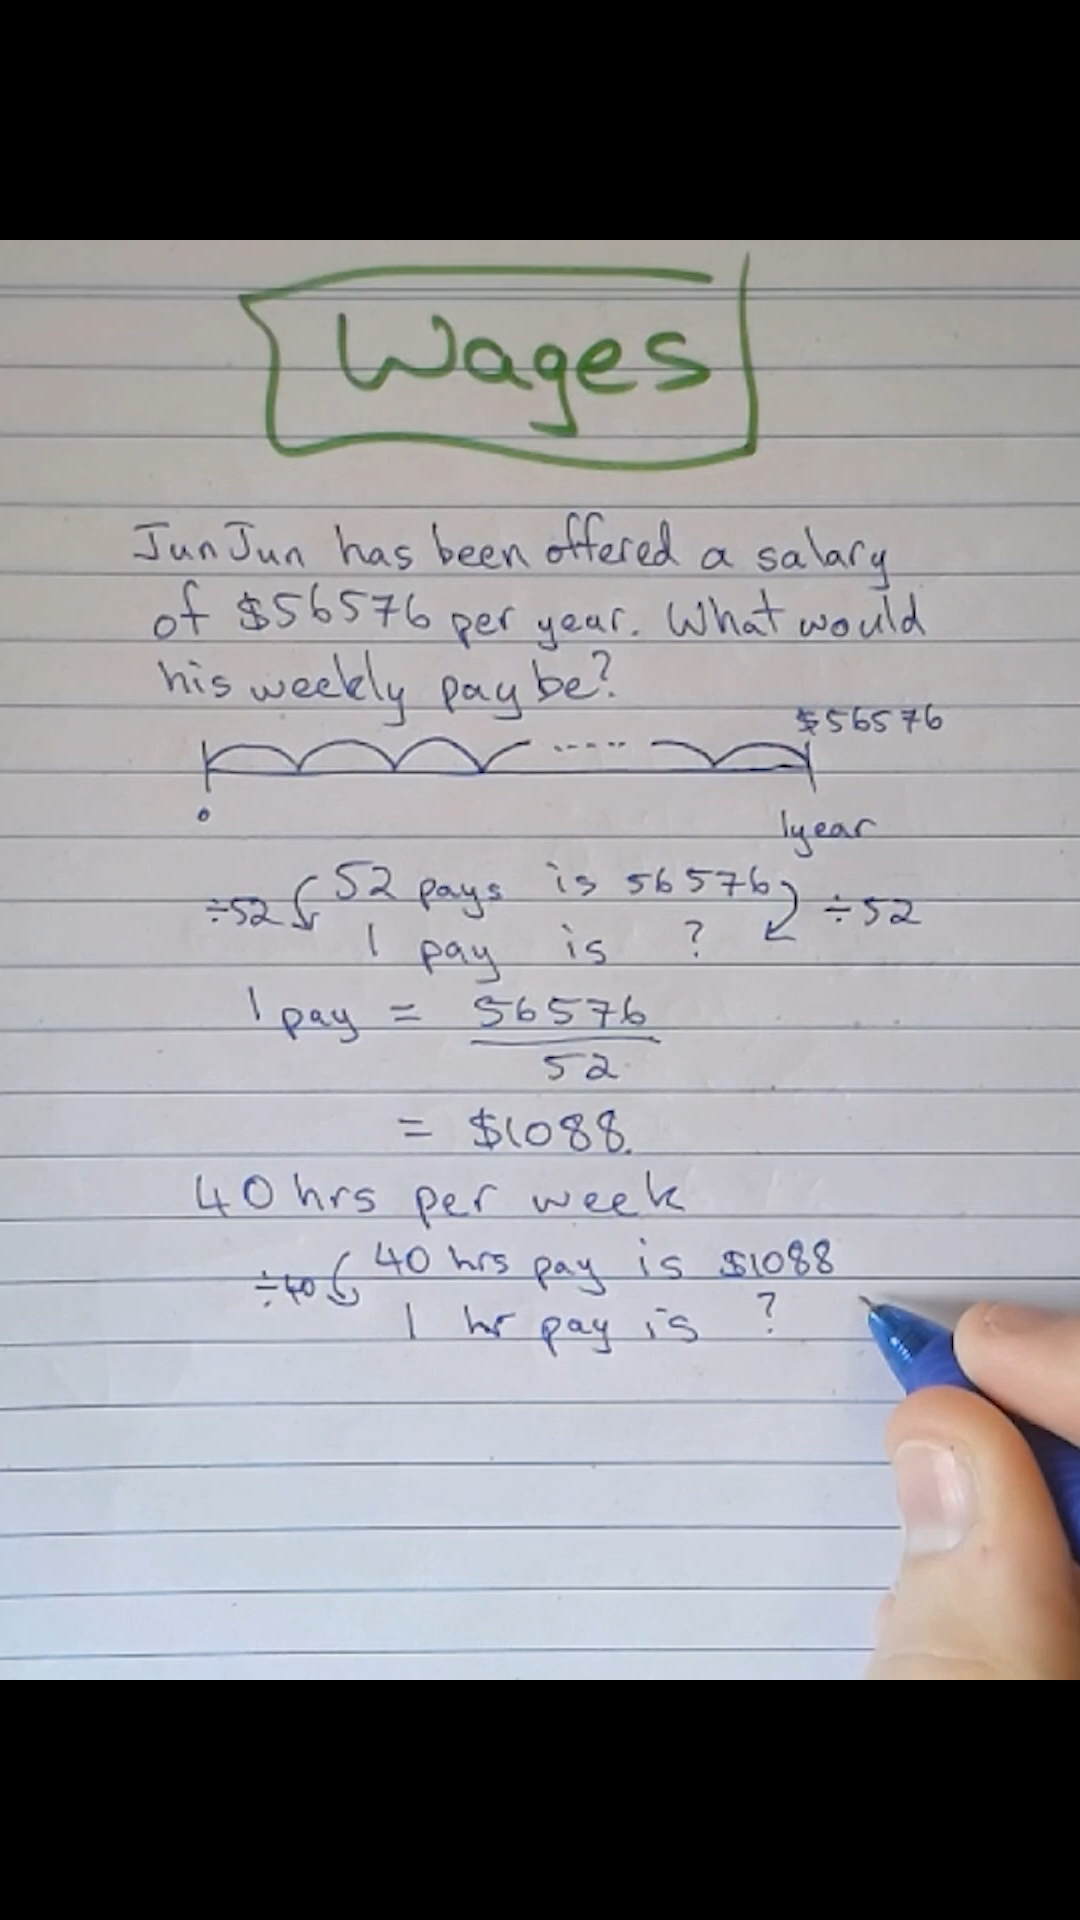 Wages
JunJun has been offered a salary
of $56576 per year. What would
his weekly pay be?
$56576
0
1year
÷52 52 pays is 56576 ÷52
1 pay is ?
1 pay = 56576
52
= $1088.
40 hrs per week
÷40 40 hrs pay is $1088
1 hr pay is ?